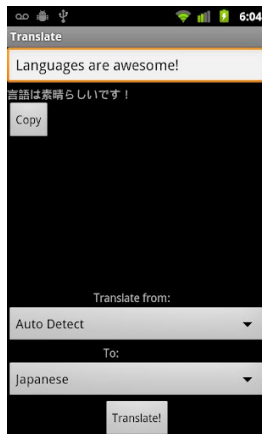 6:04
Translate
Languages are awesome!
言語は素晴らしいです！
Copy
Translate from:
Auto Detect
To:
Japanese
Translate!